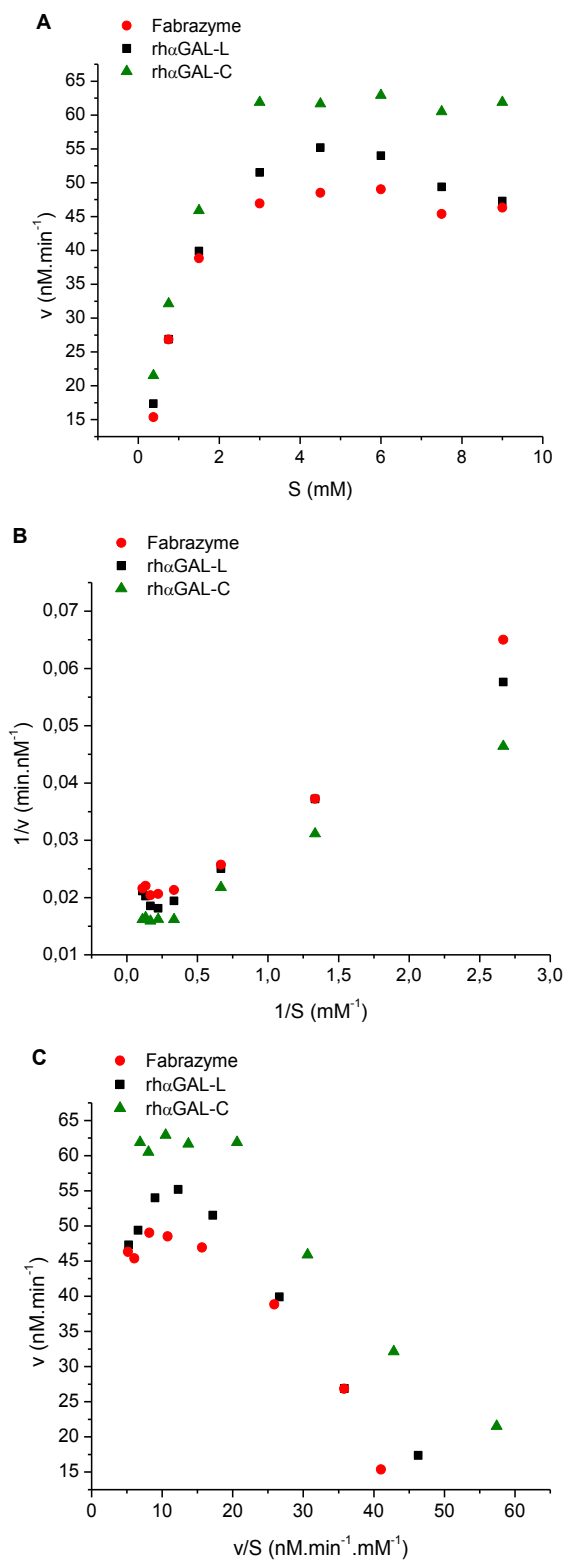 A
Fabrazyme
rhαGAL-L
rhαGAL-C
65
60
55
50
45
40
35
30
25
20
15
v (nM.min⁻¹)
0 2 4 6 8 10
S (mM)
B
Fabrazyme
rhαGAL-L
rhαGAL-C
0,07
0,06
0,05
0,04
0,03
0,02
0,01
1/v (min.nM⁻¹)
0,0 0,5 1,0 1,5 2,0 2,5 3,0
1/S (mM⁻¹)
C
Fabrazyme
rhαGAL-L
rhαGAL-C
65
60
55
50
45
40
35
30
25
20
15
v (nM.min⁻¹)
0 10 20 30 40 50 60
v/S (nM.min⁻¹.mM⁻¹)